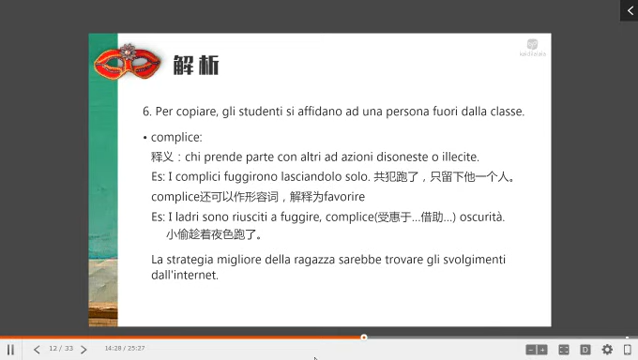 解析
6. Per copiare, gli studenti si affidano ad una persona fuori dalla classe.
• complice:
释义：chi prende parte con altri ad azioni disoneste o illecite.
Es: I complici fuggirono lasciandolo solo. 共犯跑了，只留下他一个人。
complice还可以作形容词，解释为favorire
Es: I ladri sono riusciti a fuggire, complice(受惠于...借助...) oscurità.
小偷趁着夜色跑了。
La strategia migliore della ragazza sarebbe trovare gli svolgimenti
dall'internet.
12 / 33
14:28 / 25:27